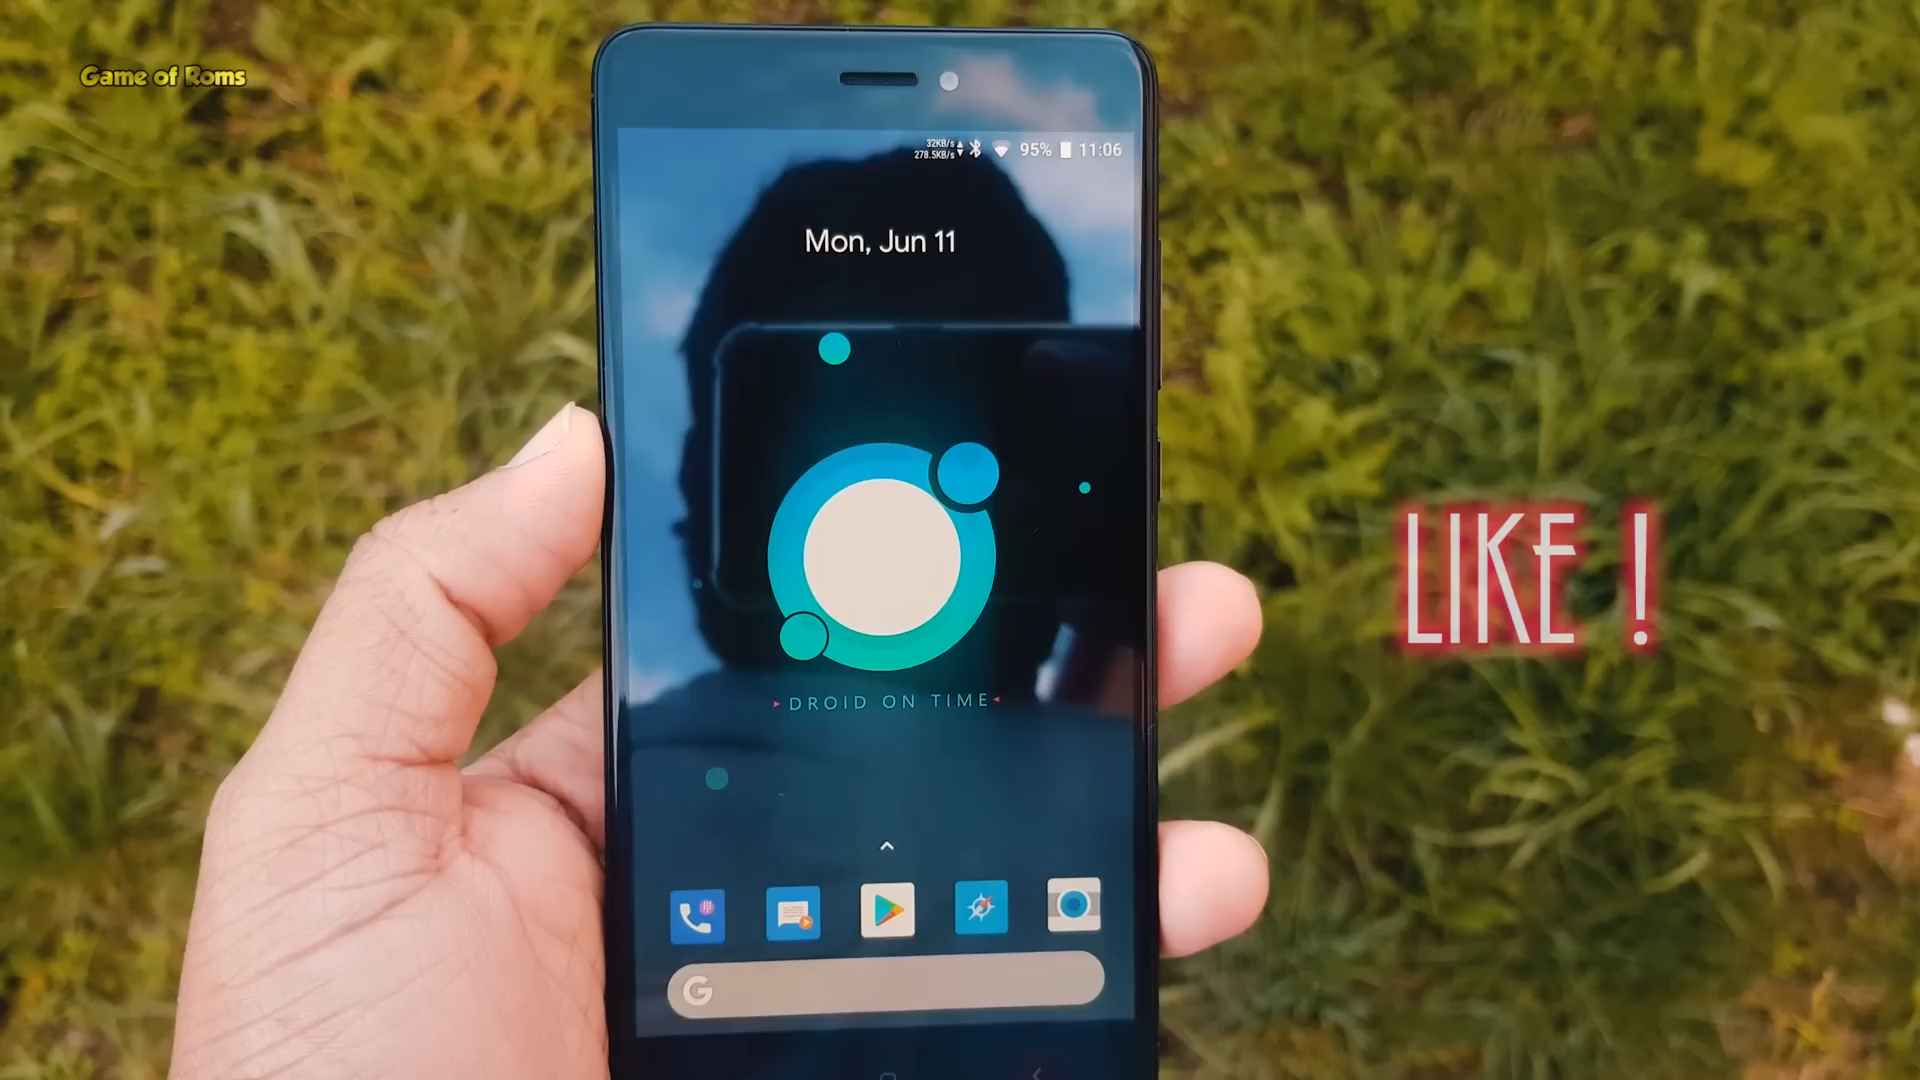 Game of Roms
32KB/s
278.5KB/s
95% 11:06
Mon, Jun 11
DROID ON TIME
LIKE !
G